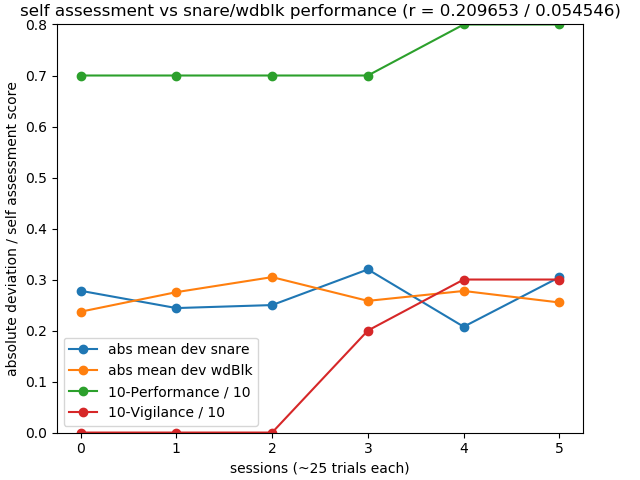 self assessment vs snare/wdblk performance (r = 0.209653 / 0.054546)
absolute deviation / self assessment score
0.8
0.7
0.6
0.5
0.4
0.3
0.2
0.1
0.0
abs mean dev snare
abs mean dev wdBlk
10-Performance / 10
10-Vigilance / 10
0 1 2 3 4 5
sessions (~25 trials each)